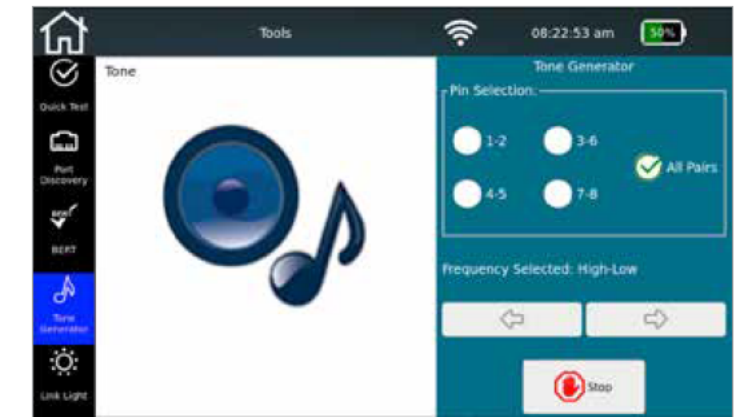 Tools
08:22:53 am
50%
Quick Test
Port
Discovery
BERT
BERT
Tone
Generator
Link Light
Tone
Tone Generator
Pin Selection:
1-2
3-6
4-5
7-8
All Pairs
Frequency Selected: High-Low
Stop